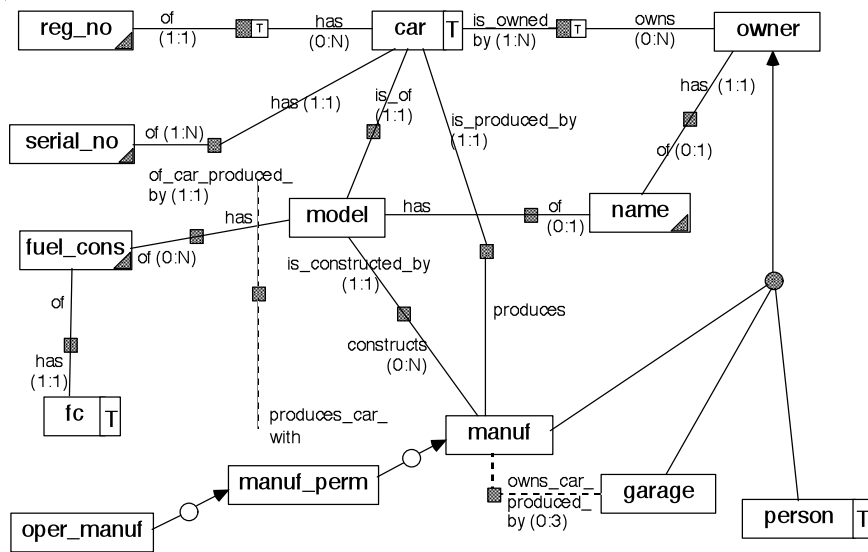 reg_no
of
(1:1)
T
has
(0:N)
car
T
is_owned_
by (1:N)
T
owns
(0:N)
owner
has (1:1)
is_of
(1:1)
is_produced_by
(1:1)
has (1:1)
serial_no
of (1:N)
of (0:1)
of_car_produced_
by (1:1)
has
model
has
of
(0:1)
name
fuel_cons
of (0:N)
is_constructed_by
(1:1)
of
produces
constructs
(0:N)
has
(1:1)
fc
T
produces_car_
with
manuf
manuf_perm
owns_car_
produced_
by (0:3)
garage
oper_manuf
person
T